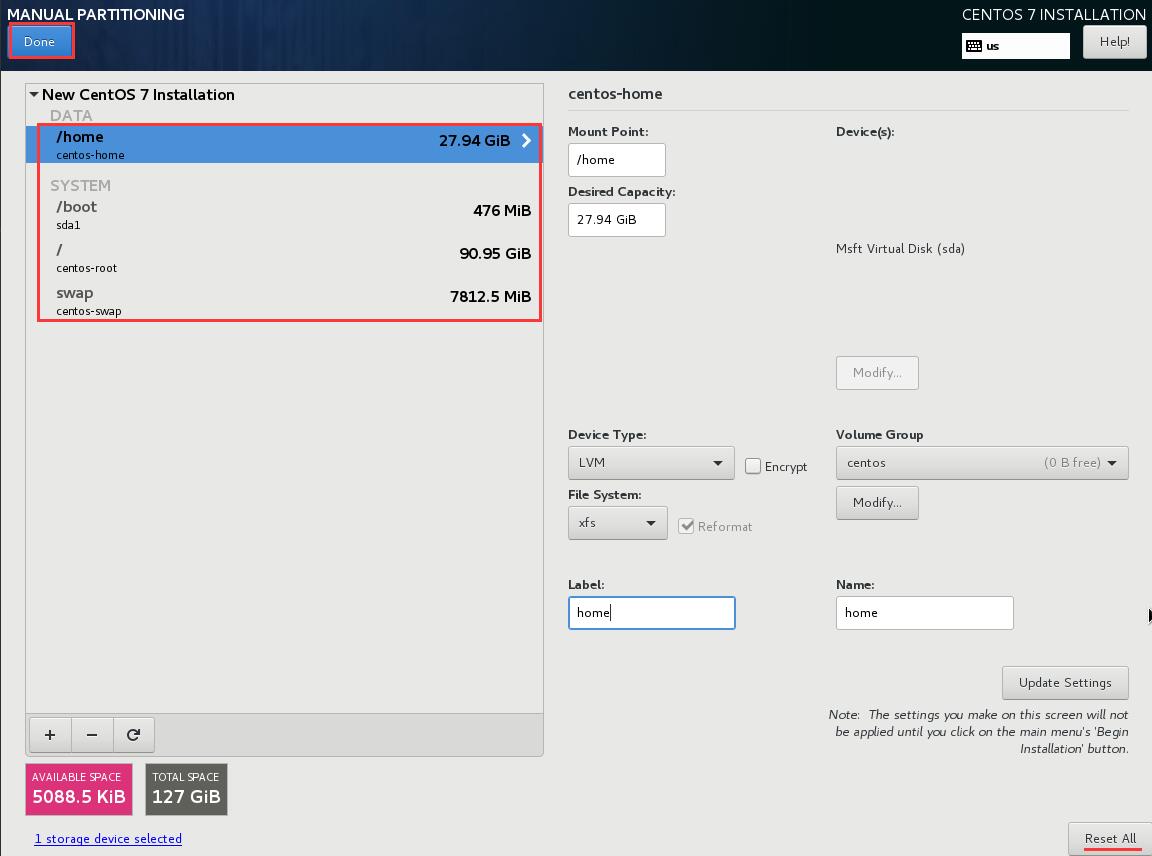 MANUAL PARTITIONING
CENTOS 7 INSTALLATION
Done
us
Help!
New CentOS 7 Installation
DATA
/home
27.94 GiB
centos-home
SYSTEM
/boot
476 MiB
sda1
/
90.95 GiB
centos-root
swap
7812.5 MiB
centos-swap
centos-home
Mount Point:
/home
Desired Capacity:
27.94 GiB
Device(s):
Msft Virtual Disk (sda)
Modify...
Device Type:
LVM
Encrypt
Volume Group
centos (0 B free)
Modify...
File System:
xfs
Reformat
Label:
home
Name:
home
Update Settings
Note: The settings you make on this screen will not
be applied until you click on the main menu's 'Begin
Installation' button.
+ −
AVAILABLE SPACE
5088.5 KiB
TOTAL SPACE
127 GiB
1 storage device selected
Reset All